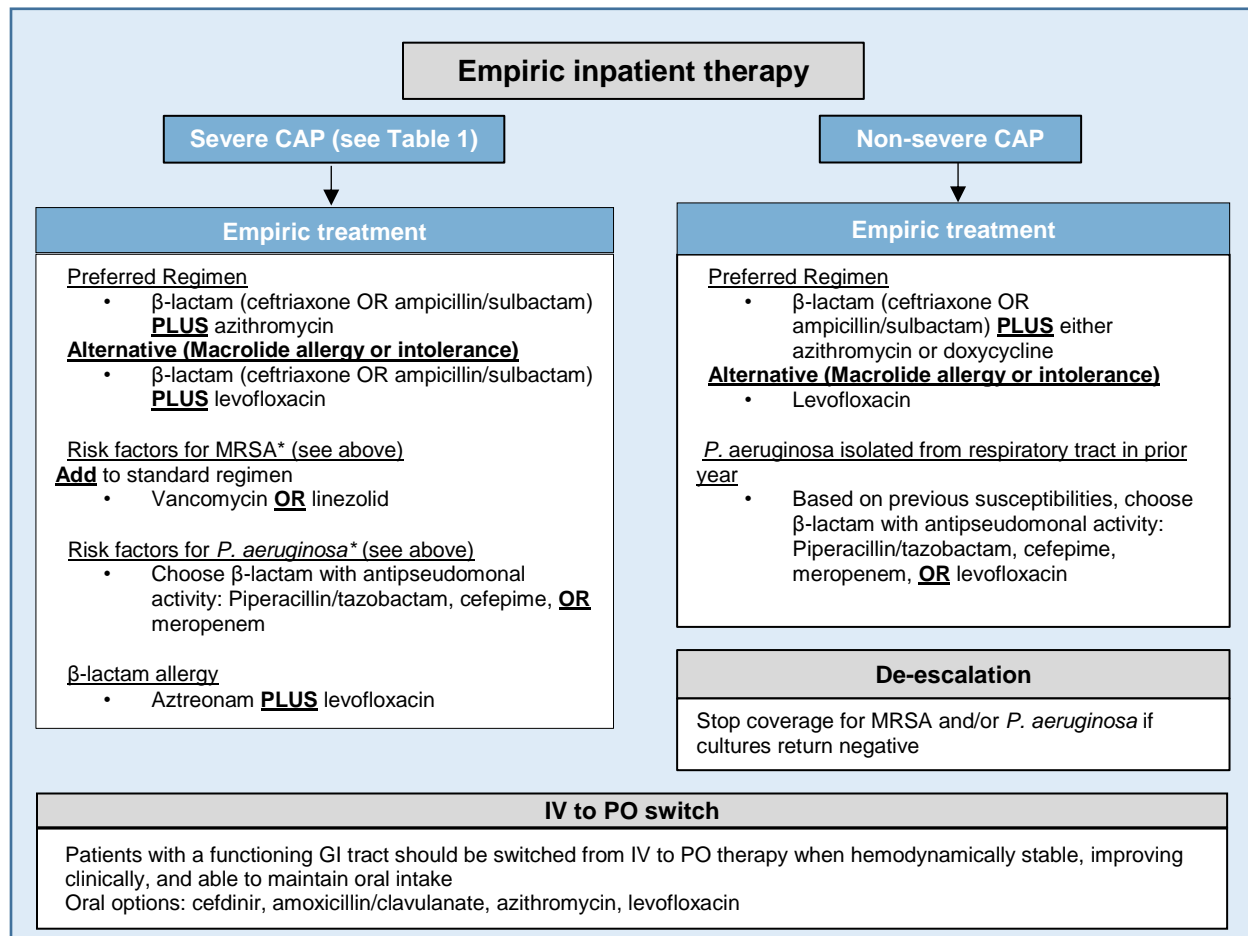 Empiric inpatient therapy
Severe CAP (see Table 1)
Empiric treatment
Preferred Regimen
• β-lactam (ceftriaxone OR ampicillin/sulbactam)
PLUS azithromycin
Alternative (Macrolide allergy or intolerance)
• β-lactam (ceftriaxone OR ampicillin/sulbactam)
PLUS levofloxacin
Risk factors for MRSA* (see above)
Add to standard regimen
• Vancomycin OR linezolid
Risk factors for P. aeruginosa* (see above)
• Choose β-lactam with antipseudomonal
activity: Piperacillin/tazobactam, cefepime, OR
meropenem
β-lactam allergy
• Aztreonam PLUS levofloxacin
Non-severe CAP
Empiric treatment
Preferred Regimen
• β-lactam (ceftriaxone OR
ampicillin/sulbactam) PLUS either
azithromycin or doxycycline
Alternative (Macrolide allergy or intolerance)
• Levofloxacin
P. aeruginosa isolated from respiratory tract in prior
year
• Based on previous susceptibilities, choose
β-lactam with antipseudomonal activity:
Piperacillin/tazobactam, cefepime,
meropenem, OR levofloxacin
De-escalation
Stop coverage for MRSA and/or P. aeruginosa if
cultures return negative
IV to PO switch
Patients with a functioning GI tract should be switched from IV to PO therapy when hemodynamically stable, improving
clinically, and able to maintain oral intake
Oral options: cefdinir, amoxicillin/clavulanate, azithromycin, levofloxacin